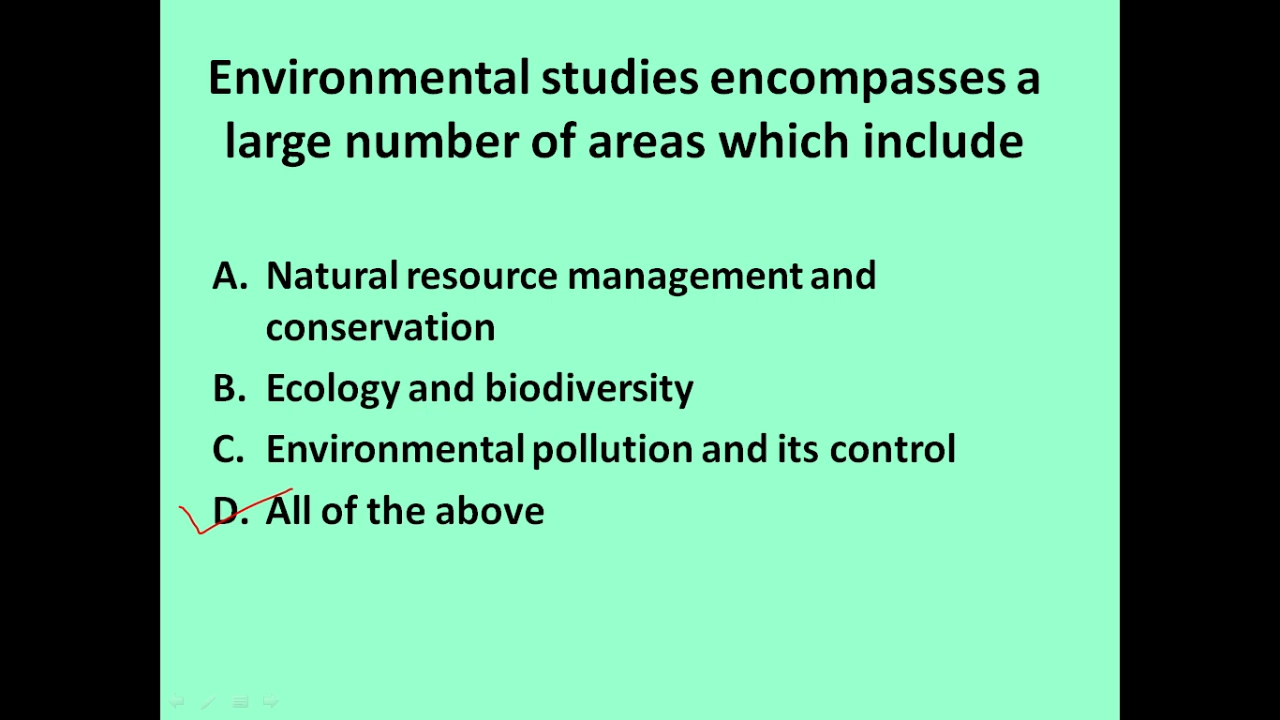 Environmental studies encompasses a
large number of areas which include
A. Natural resource management and
conservation
B. Ecology and biodiversity
C. Environmental pollution and its control
D. All of the above